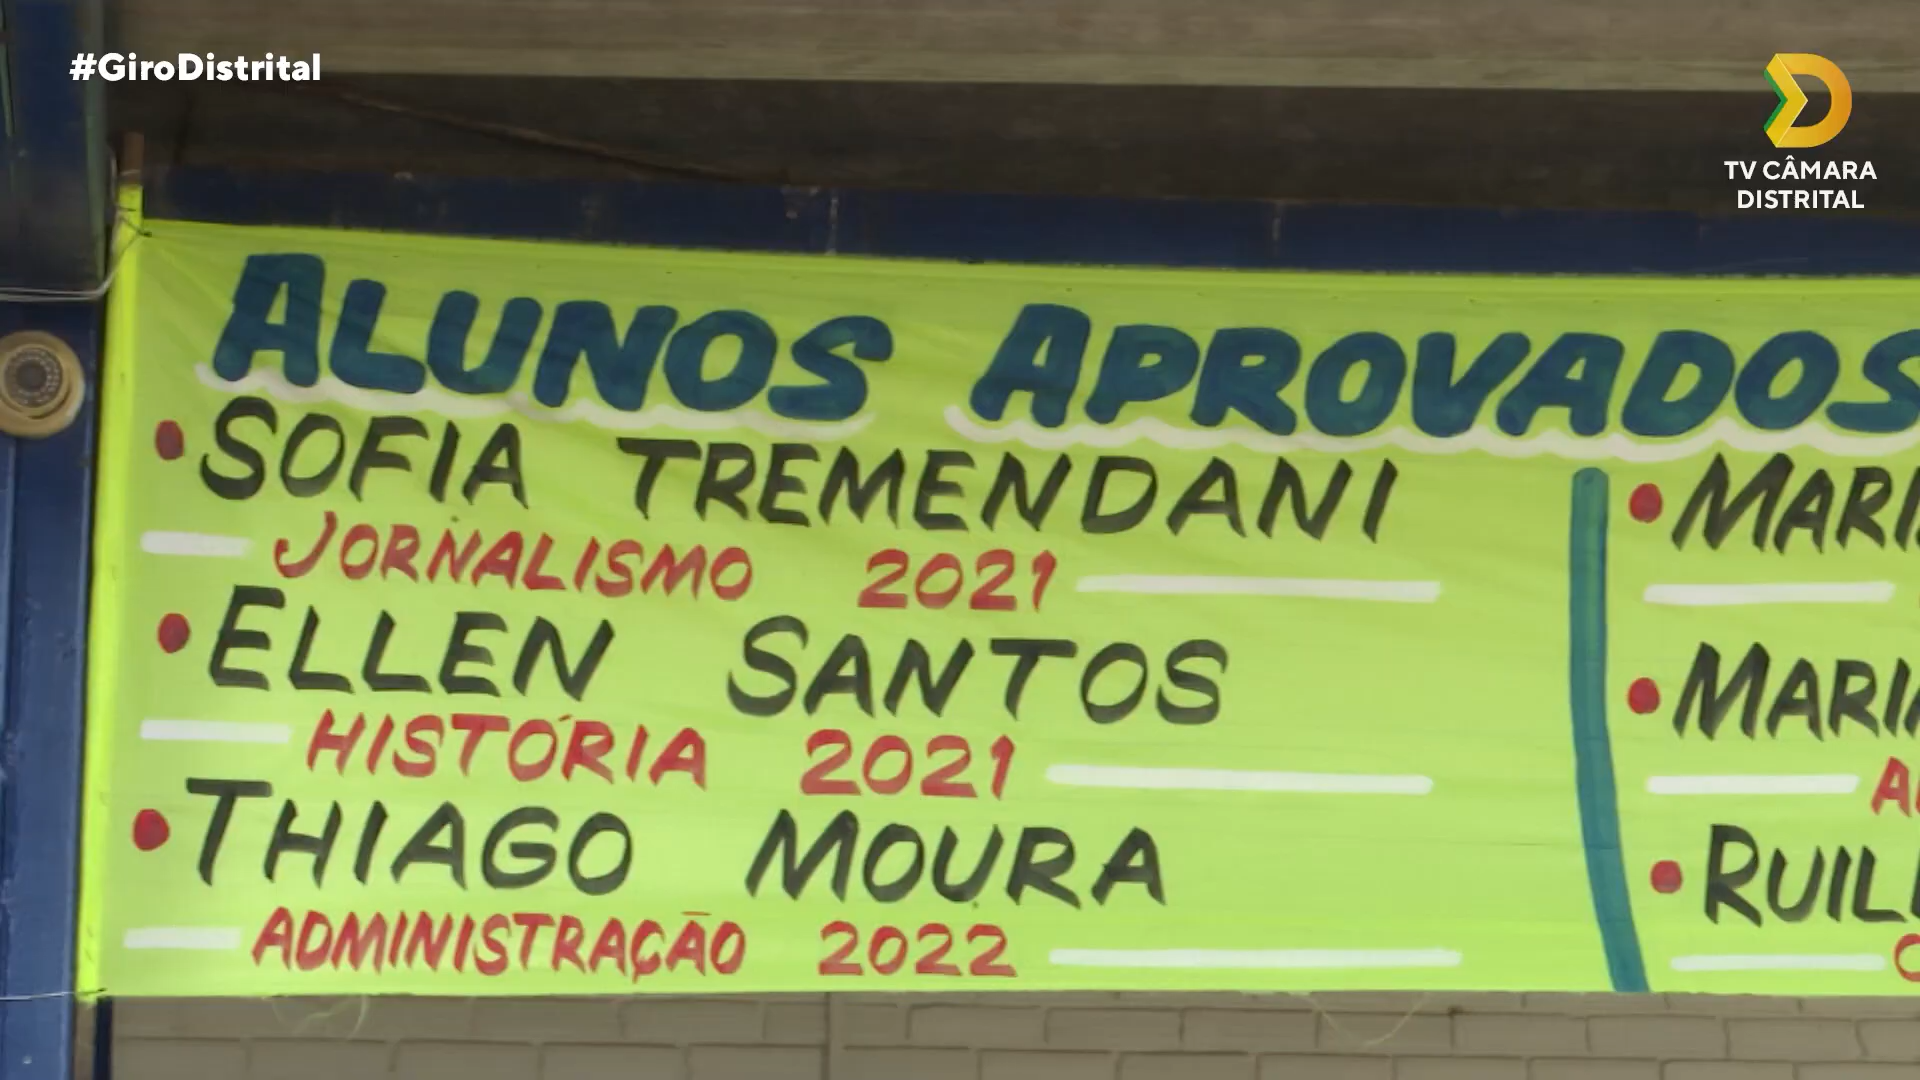 #GiroDistrital
TV CÂMARA
DISTRITAL
ALUNOS APROVADOS
• SOFIA TREMENDANI
JORNALISMO 2021
• ELLEN SANTOS
HISTÓRIA 2021
• THIAGO MOURA
ADMINISTRAÇÃO 2022